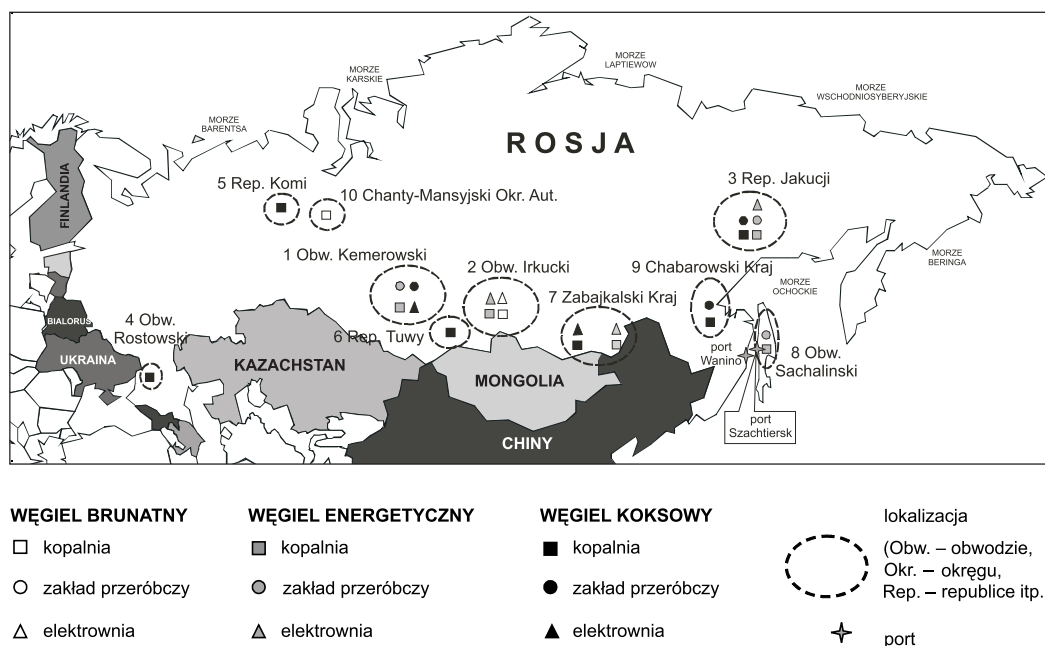 MORZE
KARSKIE
MORZE
LAPTIEWOW
MORZE
WSCHODNIOSYBERYJSKIE
MORZE
BARENTSA
ROSJA
FINLANDIA
5 Rep. Komi
10 Chanty-Mansyjski Okr. Aut.
3 Rep. Jakucji
MORZE
BERINGA
1 Obw. Kemerowski
2 Obw. Irkucki
9 Chabarowski Kraj
MORZE
OCHOCKIE
7 Zabajkalski Kraj
BIALORUS
4 Obw.
Rostowski
6 Rep. Tuwy
UKRAINA
KAZACHSTAN
MONGOLIA
port
Wanino
8 Obw.
Sachalinski
port
Szachtiersk
CHINY
WĘGIEL BRUNATNY
kopalnia
zakład przeróbczy
elektrownia
WĘGIEL ENERGETYCZNY
kopalnia
zakład przeróbczy
elektrownia
WĘGIEL KOKSOWY
kopalnia
zakład przeróbczy
elektrownia
lokalizacja
(Obw. – obwodzie,
Okr. – okręgu,
Rep. – republice itp.
port